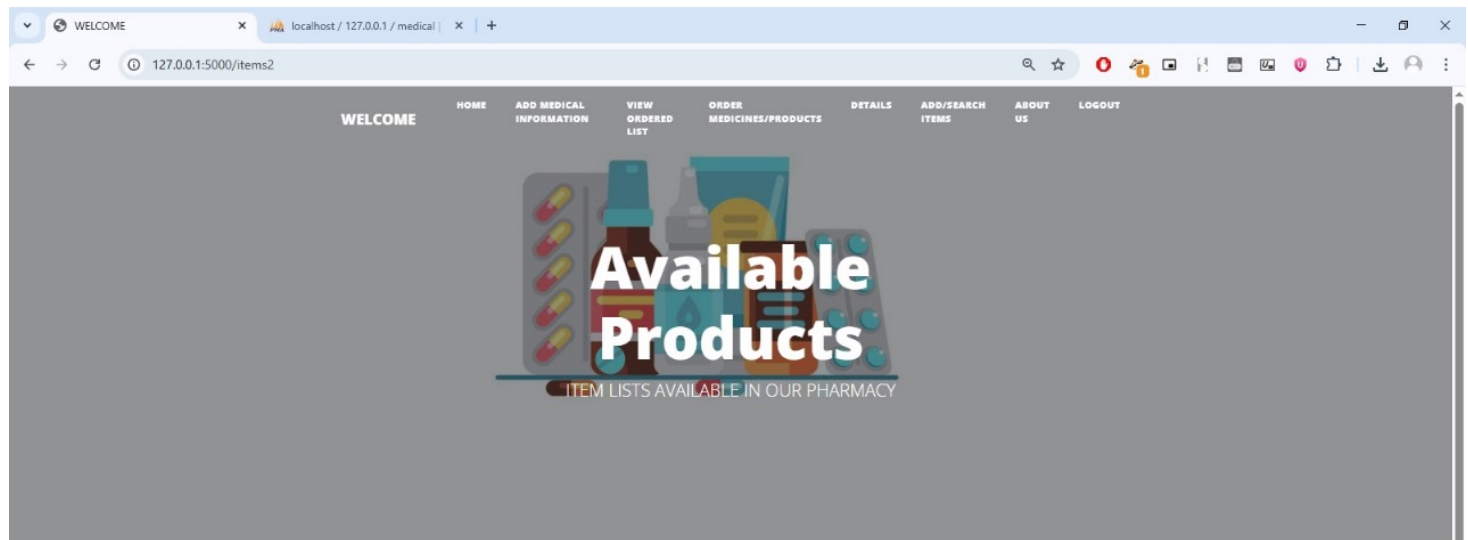 WELCOME
localhost / 127.0.0.1 / medical |
127.0.0.1:5000/items2
WELCOME
HOME
ADD MEDICAL
INFORMATION
VIEW
ORDERED
LIST
ORDER
MEDICINES/PRODUCTS
DETAILS
ADD/SEARCH
ITEMS
ABOUT
US
LOGOUT
Available
Products
ITEM LISTS AVAILABLE IN OUR PHARMACY